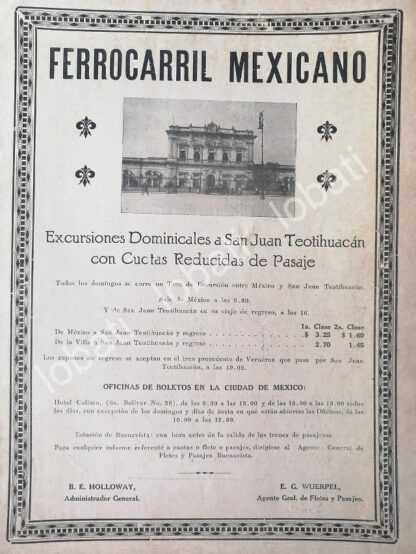 FERROCARRIL MEXICANO
Excursiones Dominicales a San Juan Teotihuacán
con Cuotas Reducidas de Pasaje
Todos los domingos se corre un Tren de Excursión entre México y San Juan Teotihuacán.
Sale de México a las 9.30.
Y de San Juan Teotihuacán en su viaje de regreso, a las 16.
1a. Clase 2a. Clase
De México a San Juan Teotihuacán y regreso $ 3.25 $ 1.60
De la Villa a San Juan Teotihuacán y regreso 2.70 1.45
Los cupones de regreso se aceptan en el tren procedente de Veracruz que pasa por San Juan
Teotihuacán, a las 19.02.
OFICINAS DE BOLETOS EN LA CIUDAD DE MEXICO:
Hotel Coliseo, (3a. Bolívar No. 28), de las 9.00 a las 13.00 y de las 15.00 a las 18.00 todos
los días, con excepción de los domingos y días de fiesta en que están abiertas las Oficinas, de las
10.00 a las 12.30.
Estación de Buenavista: una hora antes de la salida de los trenes de pasajeros.
Para cualquier informe referente a cuotas o flete o pasajes, dirigirse al Agente General de
Fletes y Pasajes Buenavista.
B. E. HOLLOWAY,
Administrador General.
E. G. WUERPEL,
Agente Gral. de Fletes y Pasajes.